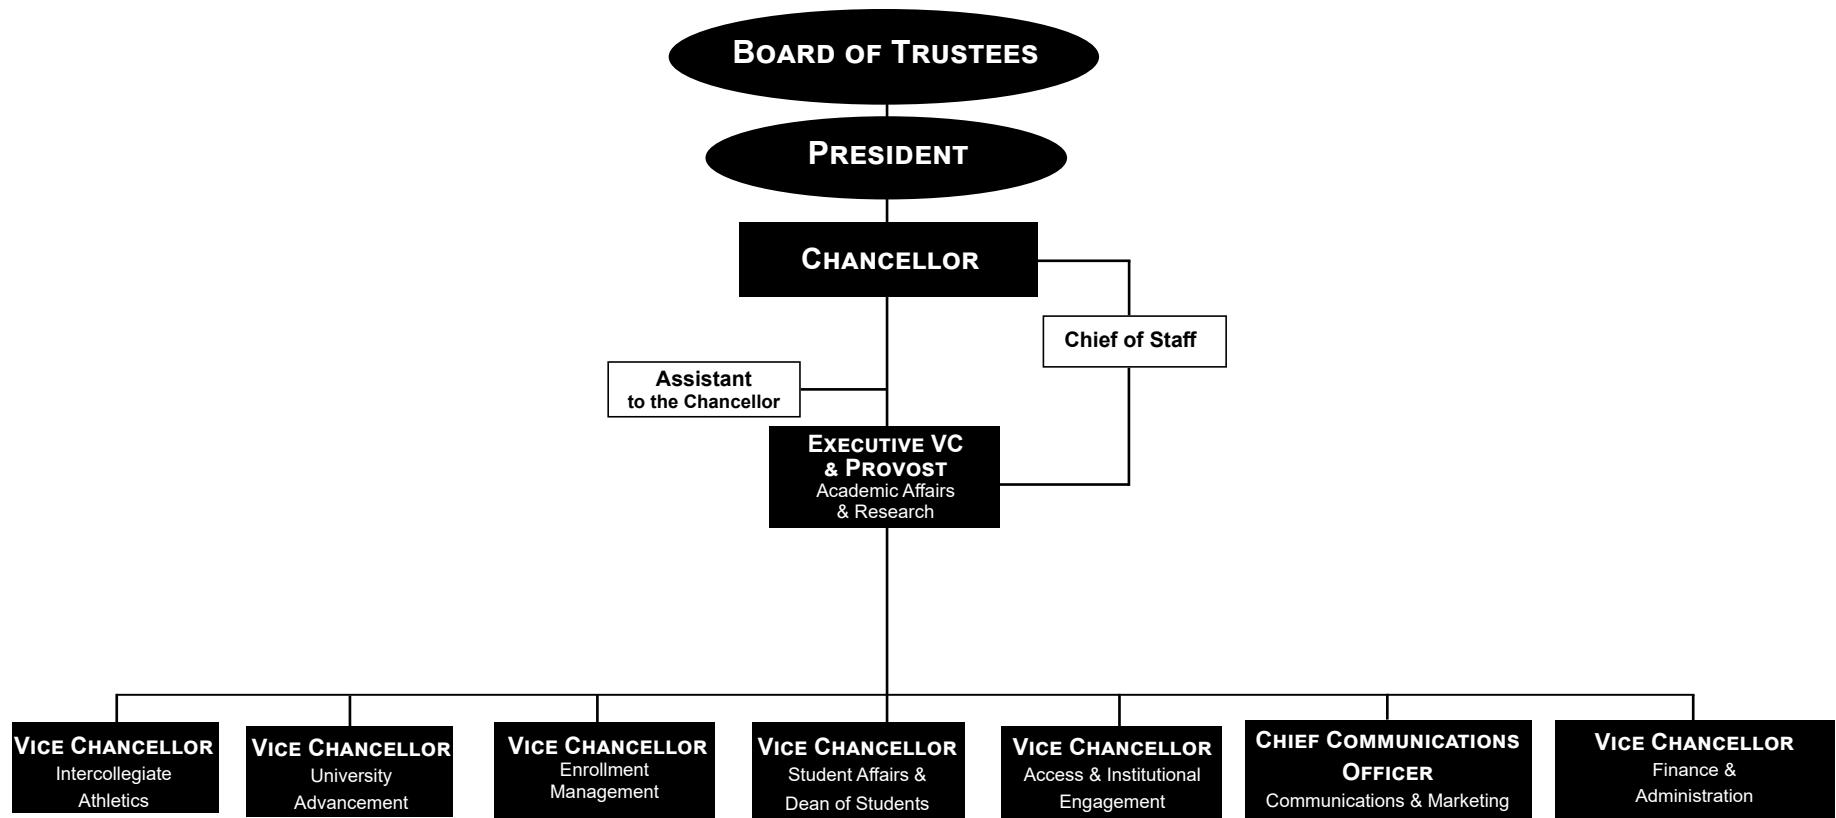 BOARD OF TRUSTEES
PRESIDENT
CHANCELLOR
Chief of Staff
Assistant
to the Chancellor
EXECUTIVE VC
& PROVOST
Academic Affairs
& Research
VICE CHANCELLOR
Intercollegiate
Athletics
VICE CHANCELLOR
University
Advancement
VICE CHANCELLOR
Enrollment
Management
VICE CHANCELLOR
Student Affairs &
Dean of Students
VICE CHANCELLOR
Access & Institutional
Engagement
CHIEF COMMUNICATIONS
OFFICER
Communications & Marketing
VICE CHANCELLOR
Finance &
Administration